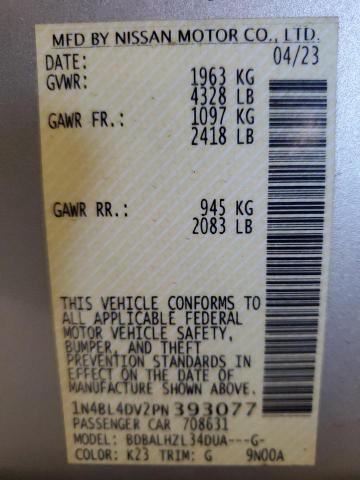 MFD BY NISSAN MOTOR CO., LTD.
DATE: 04/23
GVWR: 1963 KG
4328 LB
GAWR FR.: 1097 KG
2418 LB
GAWR RR.: 945 KG
2083 LB
THIS VEHICLE CONFORMS TO
ALL APPLICABLE FEDERAL
MOTOR VEHICLE SAFETY,
BUMPER, AND THEFT
PREVENTION STANDARDS IN
EFFECT ON THE DATE OF
MANUFACTURE SHOWN ABOVE.
1N4BL4DV2PN393077
PASSENGER CAR 708631
MODEL: BDBALHZL34DUA---G-
COLOR: K23 TRIM: G 9N00A